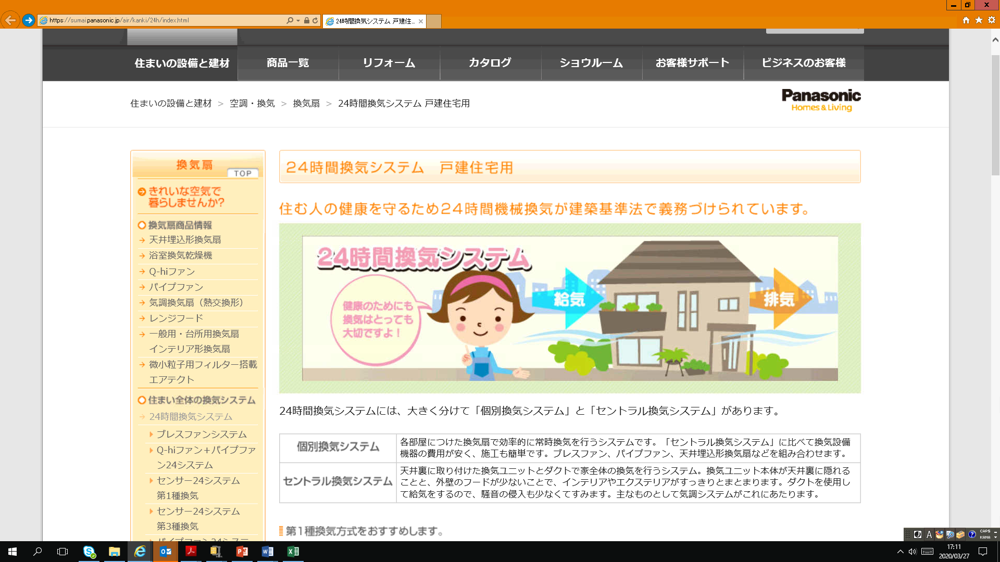 https://sumai.panasonic.jp/air/kanki/24h/index.html
24時間換気システム 戸建住...
住まいの設備と建材
商品一覧
リフォーム
カタログ
ショウルーム
お客様サポート
ビジネスのお客様
住まいの設備と建材 > 空調・換気 > 換気扇 > 24時間換気システム 戸建住宅用
Panasonic
Homes & Living
換気扇
TOP
きれいな空気で
暮らしませんか?
換気扇商品情報
天井埋込形換気扇
浴室換気乾燥機
Q-hiファン
パイプファン
気調換気扇（熱交換形）
レンジフード
一般用・台所用換気扇
インテリア形換気扇
微小粒子用フィルター搭載
エアテクト
住まい全体の換気システム
24時間換気システム
ブレスファンシステム
Q-hiファン＋パイプファ
ン24システム
センサー24システム
第1種換気
センサー24システム
第3種換気
パイプファン24システ
24時間換気システム　戸建住宅用
住む人の健康を守るため24時間機械換気が建築基準法で義務づけられています。
24時間換気システム
健康のためにも
換気はとっても
大切ですよ！
給気
排気
24時間換気システムには、大きく分けて「個別換気システム」と「セントラル換気システム」があります。
個別換気システム
各部屋につけた換気扇で効率的に常時換気を行うシステムです。「セントラル換気システム」に比べて換気設備
機器の費用が安く、施工も簡単です。ブレスファン、パイプファン、天井埋込形換気扇などを組み合わせます。
セントラル換気システム
天井裏に取り付けた換気ユニットとダクトで家全体の換気を行うシステム。換気ユニット本体が天井裏に隠れる
ことと、外壁のフードが少ないことで、インテリアやエクステリアがすっきりとまとまります。ダクトを使用し
て給気をするので、騒音の侵入も少なくてすみます。主なものとして気調システムがこれにあたります。
第1種換気方式をおすすめします。
A
CAPS
KANA
17:11
2020/03/27